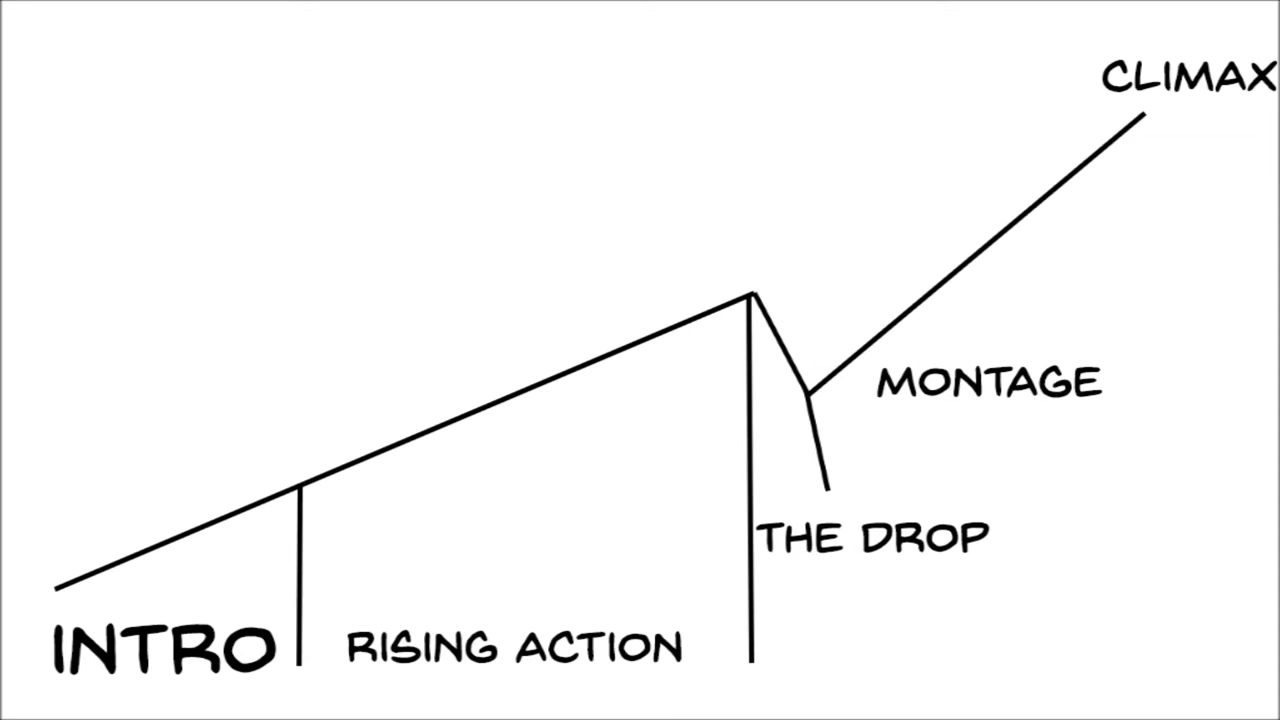 CLIMAX
MONTAGE
THE DROP
INTRO
RISING ACTION